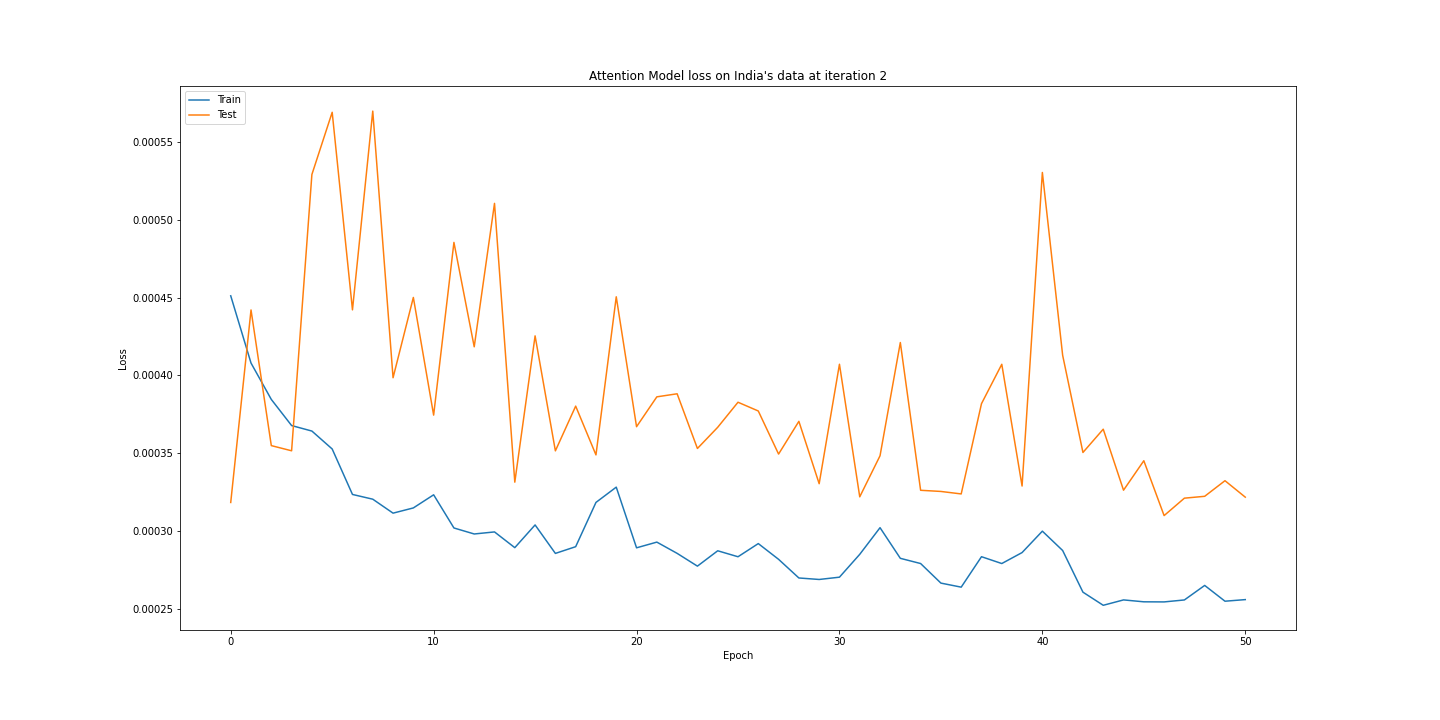 Attention Model loss on India's data at iteration 2
Train
Test
0.00055
0.00050
0.00045
0.00040
0.00035
0.00030
0.00025
Loss
0 10 20 30 40 50
Epoch